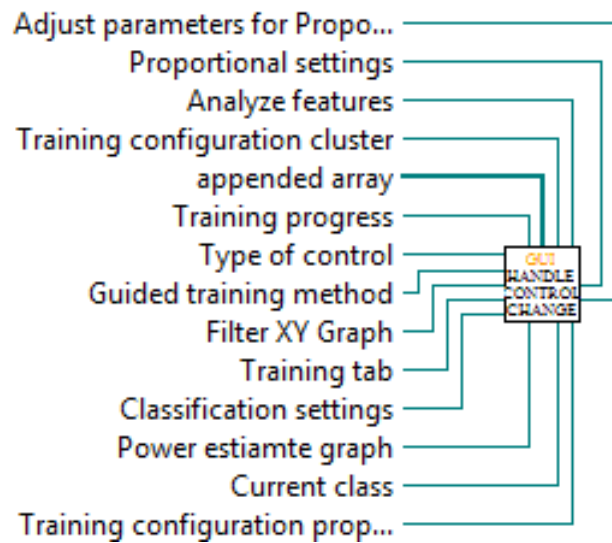 Adjust parameters for Propo...
Proportional settings
Analyze features
Training configuration cluster
appended array
Training progress
Type of control
Guided training method
Filter XY Graph
Training tab
Classification settings
Power estiamte graph
Current class
Training configuration prop...
GUI
HANDLE
CONTROL
CHANGE